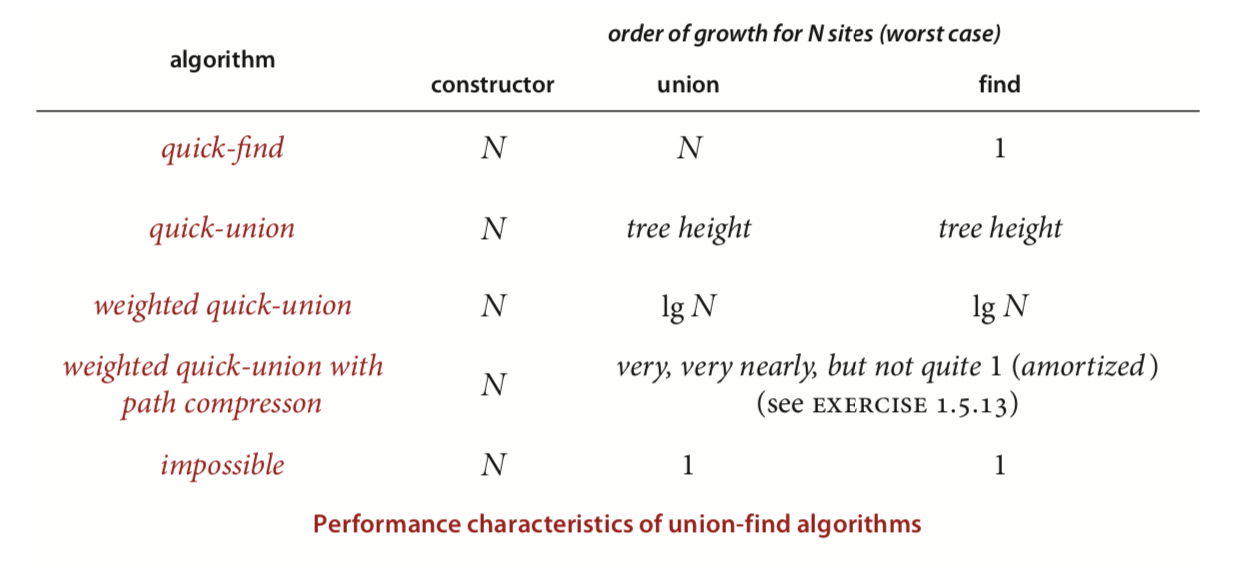 order of growth for N sites (worst case)
algorithm
constructor union find
quick-find N N 1
quick-union N tree height tree height
weighted quick-union N lg N lg N
weighted quick-union with
path compresson N
very, very nearly, but not quite 1 (amortized)
(see EXERCISE 1.5.13)
impossible N 1 1
Performance characteristics of union-find algorithms